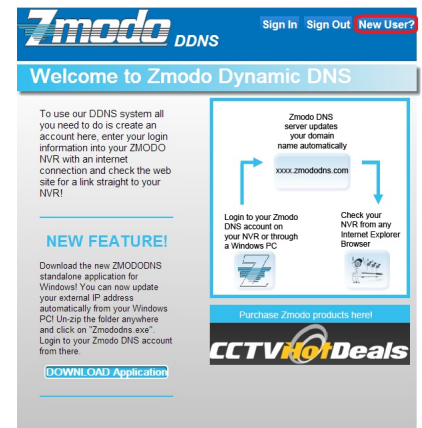 Zmodo DDNS
Sign In Sign Out New User?
Welcome to Zmodo Dynamic DNS
To use our DDNS system all
you need to do is create an
account here, enter your login
information into your ZMODO
NVR with an internet
connection and check the web
site for a link straight to your
NVR!
NEW FEATURE!
Download the new ZMODODNS
standalone application for
Windows! You can now update
your external IP address
automatically from your Windows
PC! Un-zip the folder anywhere
and click on "Zmododns.exe".
Login to your Zmodo DNS account
from there.
DOWNLOAD Application
Zmodo DNS
server updates
your domain
name automatically
xxxx.zmododns.com
Login to your Zmodo
DNS account on
your NVR or through
a Windows PC
Check your
NVR from any
Internet Explorer
Browser
Purchase Zmodo products here!
CCTVHotDeals